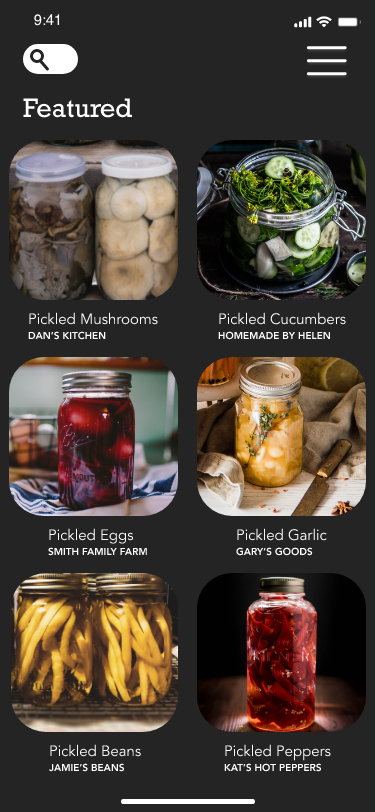 9:41
Featured
Pickled Mushrooms
DAN'S KITCHEN
Pickled Cucumbers
HOMEMADE BY HELEN
Pickled Eggs
SMITH FAMILY FARM
Pickled Garlic
GARY'S GOODS
Pickled Beans
JAMIE'S BEANS
Pickled Peppers
KAT'S HOT PEPPERS